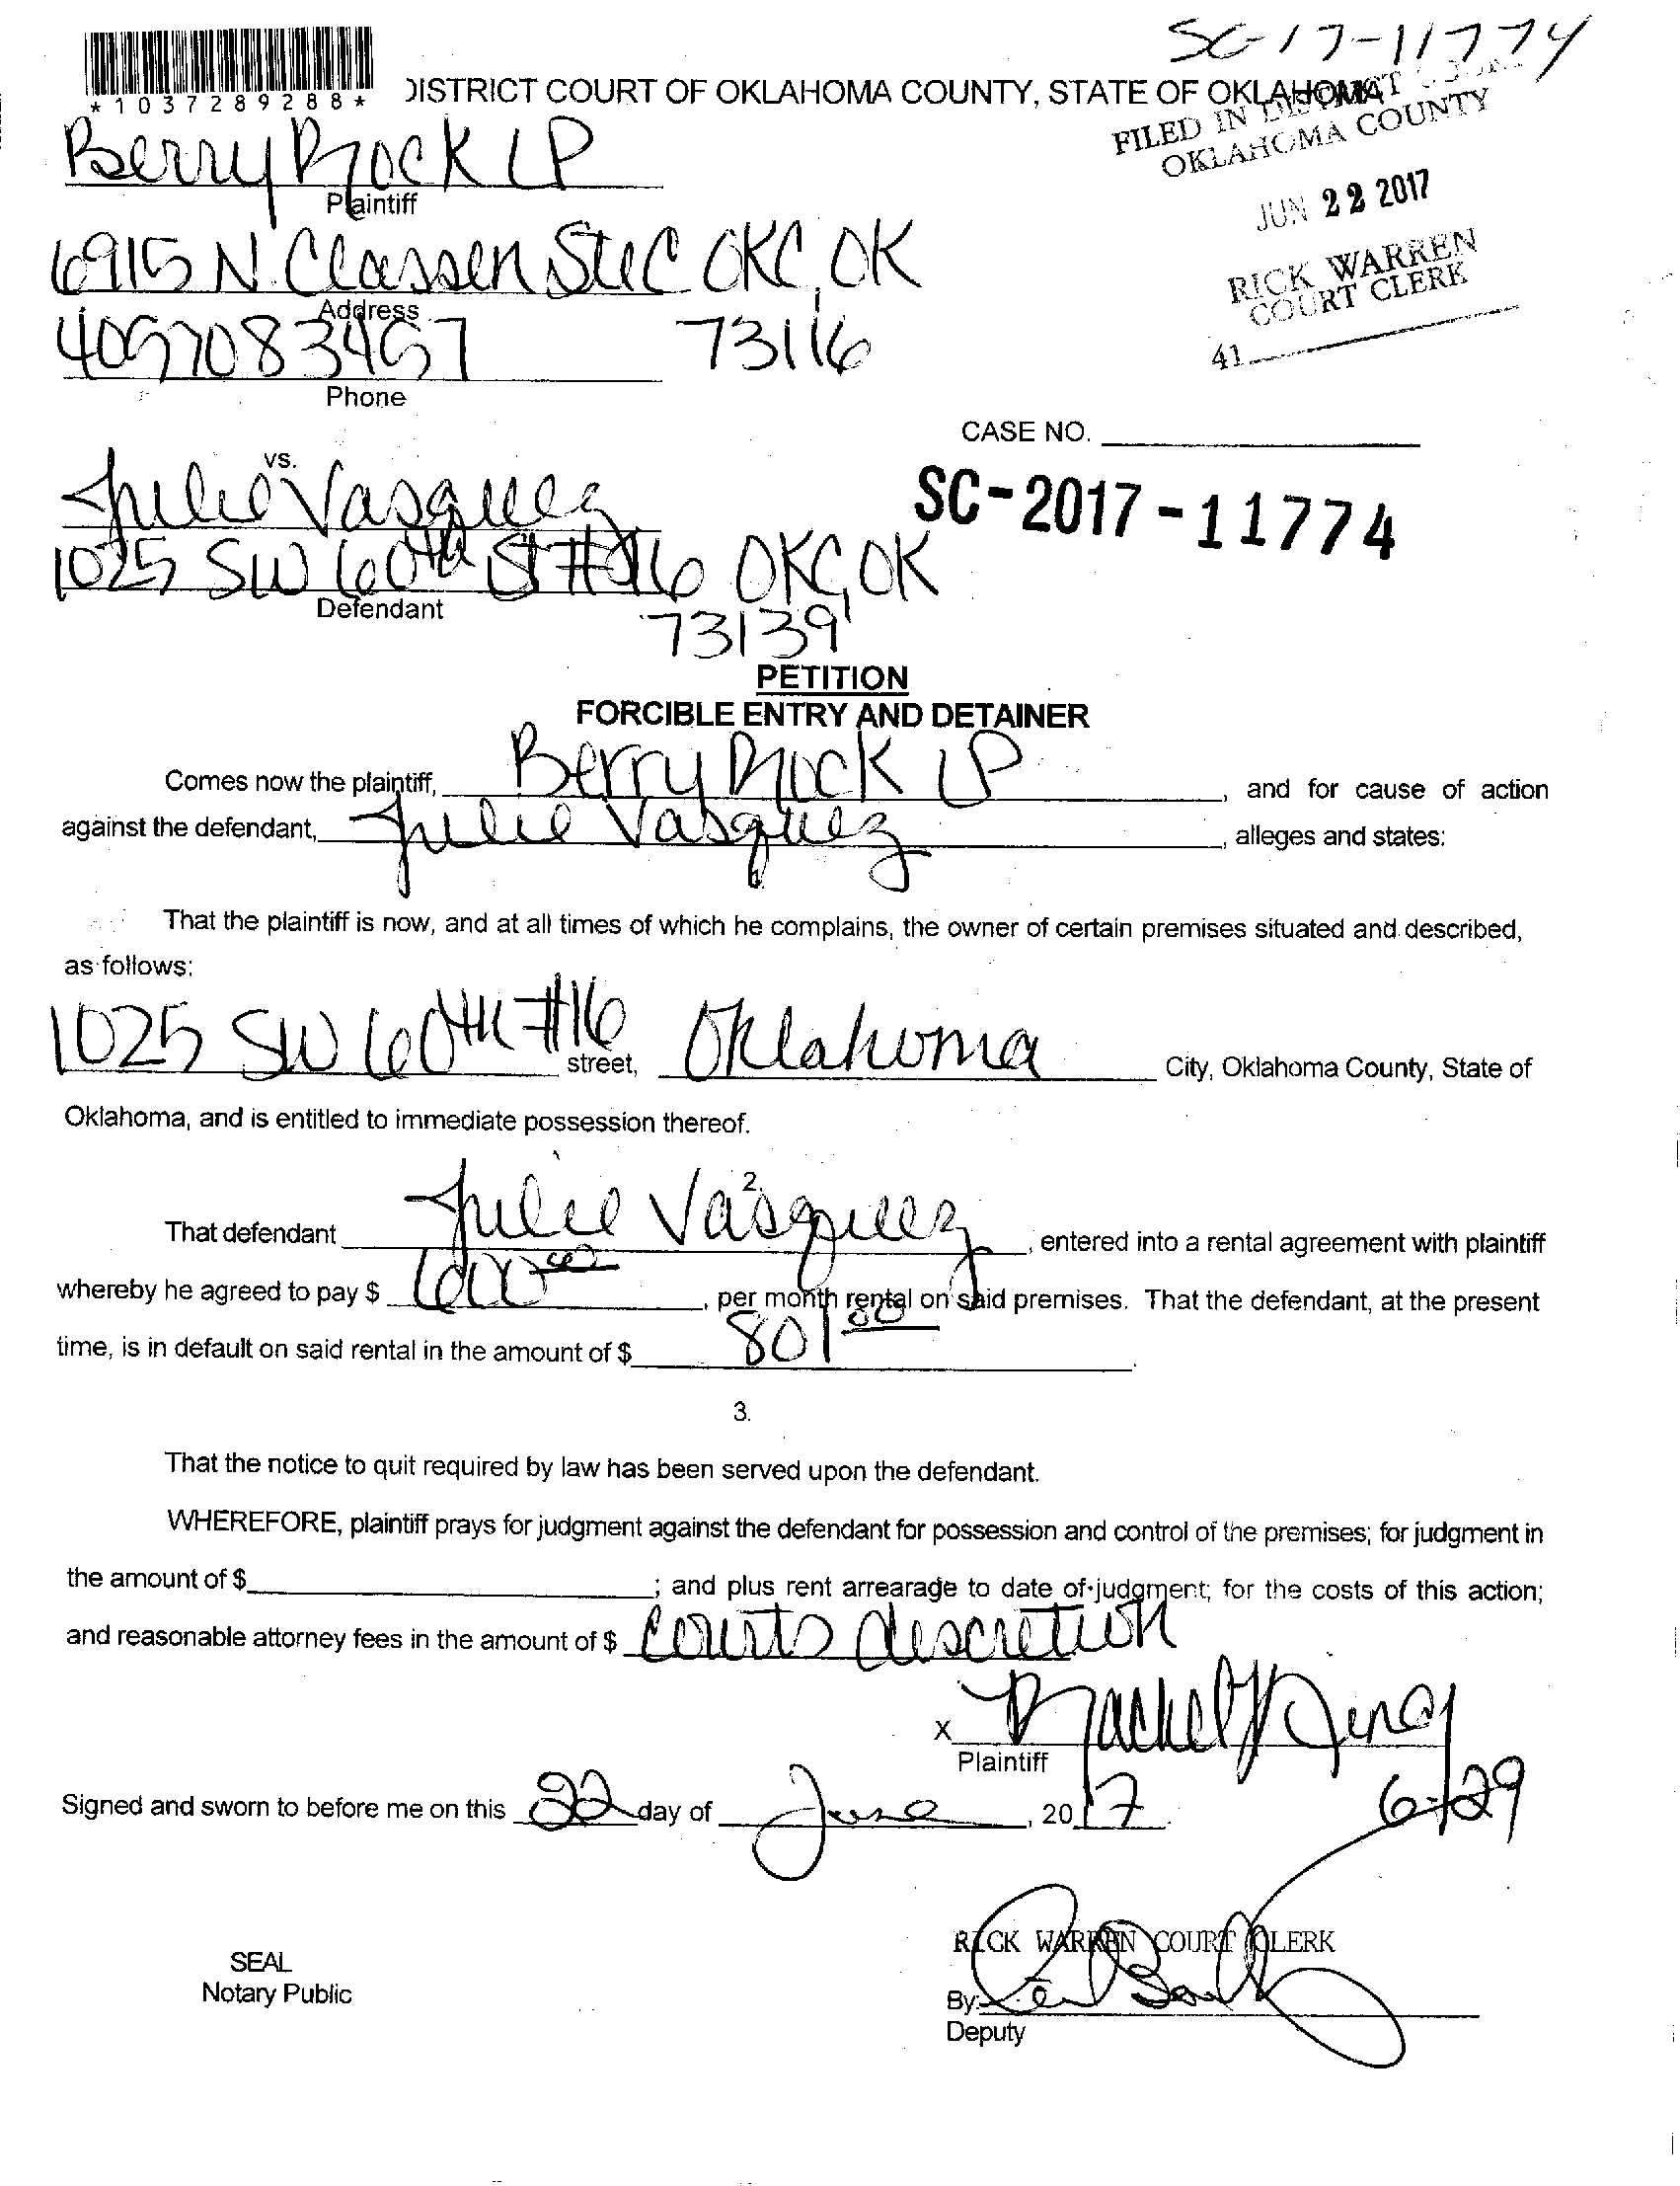 SC-17-11774
*1037289288*
DISTRICT COURT OF OKLAHOMA COUNTY, STATE OF OKLAHOMA
FILED IN DISTRICT COURT
OKLAHOMA COUNTY
JUN 22 2017
RICK WARREN
COURT CLERK
41
Berry Rock LP
Plaintiff
6915 N. Classen Ste C OKC, OK
Address
4057083457 73116
Phone
CASE NO.
SC-2017-11774
vs.
Julie Vasquez
1025 SW 60th St #16 OKC, OK
Defendant
73139
PETITION
FORCIBLE ENTRY AND DETAINER
Comes now the plaintiff, Berry Rock LP, and for cause of action
against the defendant, Julie Vasquez, alleges and states:
That the plaintiff is now, and at all times of which he complains, the owner of certain premises situated and described,
as follows:
1025 SW 60th #16 street, Oklahoma City, Oklahoma County, State of
Oklahoma, and is entitled to immediate possession thereof.
2.
That defendant Julie Vasquez, entered into a rental agreement with plaintiff
whereby he agreed to pay $ 600 00, per month rental on said premises. That the defendant, at the present
time, is in default on said rental in the amount of $ 801 00.
3.
That the notice to quit required by law has been served upon the defendant.
WHEREFORE, plaintiff prays for judgment against the defendant for possession and control of the premises; for judgment in
the amount of $ ; and plus rent arrearage to date of judgment; for the costs of this action;
and reasonable attorney fees in the amount of $ courts discretion
X Rachel
Plaintiff
Signed and sworn to before me on this 22 day of June, 2017.
6-29
RICK WARREN COURT CLERK
SEAL
Notary Public
By:
Deputy